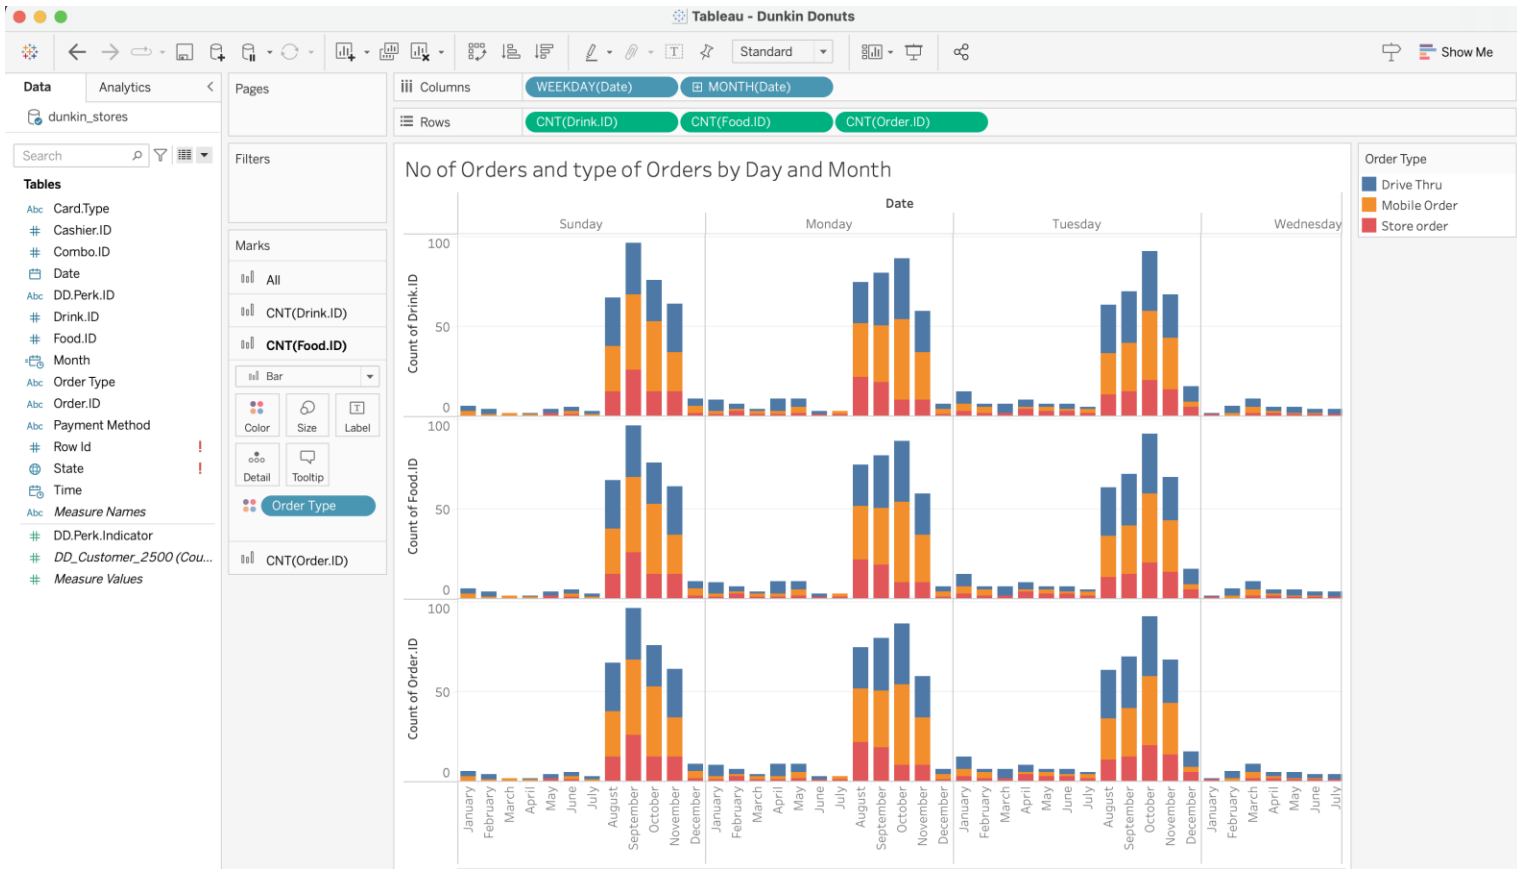 Tableau - Dunkin Donuts
Standard
Show Me
Data
Analytics
dunkin_stores
Search
Tables
Abc Card.Type
# Cashier.ID
# Combo.ID
Date
Abc DD.Perk.ID
# Drink.ID
# Food.ID
Month
Abc Order Type
Abc Order.ID
Abc Payment Method
# Row Id !
State !
Time
Abc Measure Names
# DD.Perk.Indicator
# DD_Customer_2500 (Cou...
# Measure Values
Pages
Filters
Marks
All
CNT(Drink.ID)
CNT(Food.ID)
Bar
Color
Size
T
Label
Detail
Tooltip
Order Type
CNT(Order.ID)
Columns
WEEKDAY(Date)
MONTH(Date)
Rows
CNT(Drink.ID)
CNT(Food.ID)
CNT(Order.ID)
No of Orders and type of Orders by Day and Month
Date
Sunday
Monday
Tuesday
Wednesday
100
50
0
Count of Drink.ID
100
50
0
Count of Food.ID
100
50
0
Count of Order.ID
January
February
March
April
May
June
July
August
September
October
November
December
January
February
March
April
May
June
July
August
September
October
November
December
January
February
March
April
May
June
July
August
September
October
November
December
January
February
March
April
May
June
July
Order Type
Drive Thru
Mobile Order
Store order